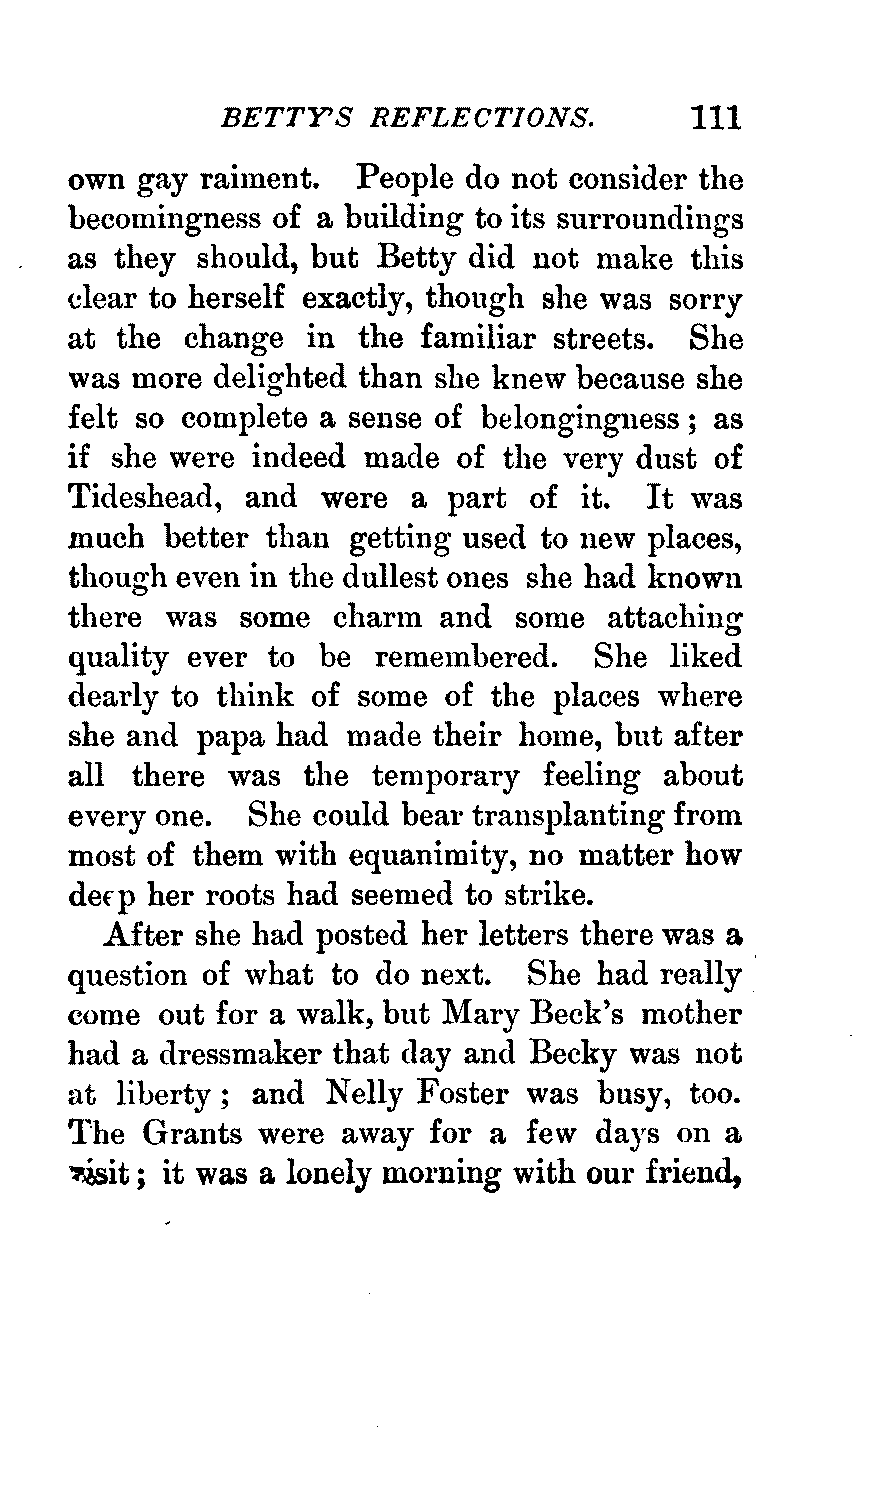 BETTY'S REFLECTIONS. 111
own gay raiment. People do not consider the
becomingness of a building to its surroundings
as they should, but Betty did not make this
clear to herself exactly, though she was sorry
at the change in the familiar streets. She
was more delighted than she knew because she
felt so complete a sense of belongingness; as
if she were indeed made of the very dust of
Tideshead, and were a part of it. It was
much better than getting used to new places,
though even in the dullest ones she had known
there was some charm and some attaching
quality ever to be remembered. She liked
dearly to think of some of the places where
she and papa had made their home, but after
all there was the temporary feeling about
every one. She could bear transplanting from
most of them with equanimity, no matter how
deep her roots had seemed to strike.
After she had posted her letters there was a
question of what to do next. She had really
come out for a walk, but Mary Beck's mother
had a dressmaker that day and Becky was not
at liberty; and Nelly Foster was busy, too.
The Grants were away for a few days on a
visit; it was a lonely morning with our friend,